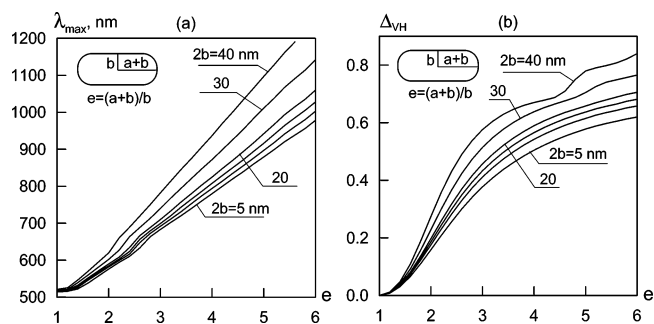 λmax, nm (a)
1200
1100
1000
900
800
700
600
500
b a+b
e=(a+b)/b
2b=40 nm
30
20
2b=5 nm
1 2 3 4 5 6 e
ΔVH (b)
0.8
0.6
0.4
0.2
0.0
b a+b
e=(a+b)/b
2b=40 nm
30
2b=5 nm
20
1 2 3 4 5 6 e